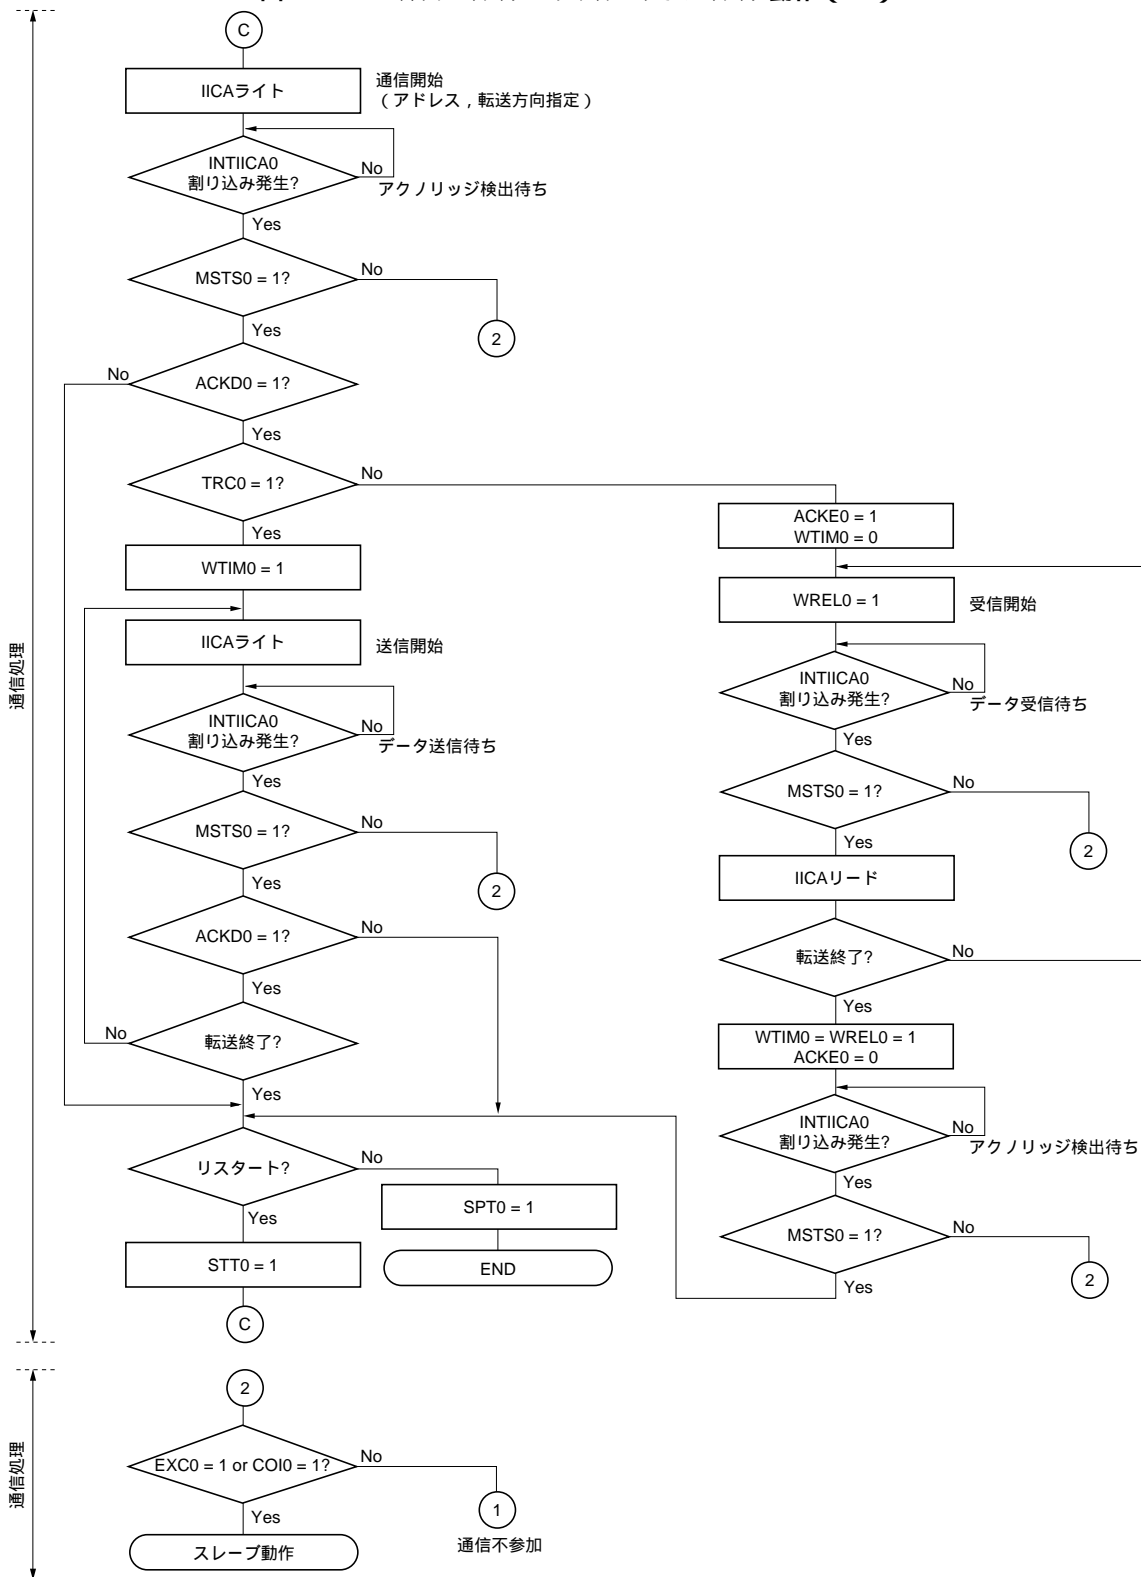 C
IICAライト
通信開始
（アドレス，転送方向指定）
INTIICA0
割り込み発生?
No
アクノリッジ検出待ち
Yes
MSTS0 = 1?
No
2
Yes
No
ACKD0 = 1?
Yes
TRC0 = 1?
No
Yes
WTIM0 = 1
IICAライト
送信開始
INTIICA0
割り込み発生?
No
データ送信待ち
Yes
MSTS0 = 1?
No
2
Yes
ACKD0 = 1?
No
Yes
No
転送終了?
Yes
リスタート?
No
Yes
SPT0 = 1
END
STT0 = 1
C
ACKE0 = 1
WTIM0 = 0
WREL0 = 1
受信開始
INTIICA0
割り込み発生?
No
データ受信待ち
Yes
MSTS0 = 1?
No
2
Yes
IICAリード
転送終了?
No
Yes
WTIM0 = WREL0 = 1
ACKE0 = 0
INTIICA0
割り込み発生?
No
アクノリッジ検出待ち
Yes
MSTS0 = 1?
No
2
Yes
通信処理
2
EXC0 = 1 or COI0 = 1?
No
1
通信不参加
Yes
スレーブ動作
通信処理